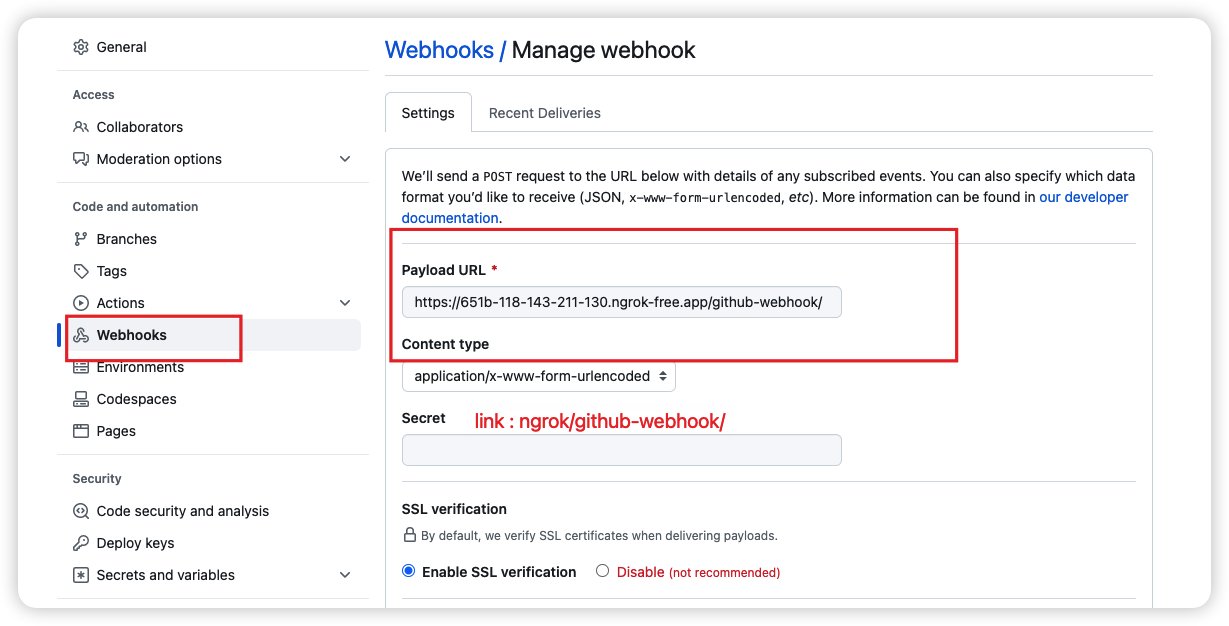 General
Access
Collaborators
Moderation options
Code and automation
Branches
Tags
Actions
Webhooks
Environments
Codespaces
Pages
Security
Code security and analysis
Deploy keys
Secrets and variables
Webhooks / Manage webhook
Settings Recent Deliveries
We’ll send a POST request to the URL below with details of any subscribed events. You can also specify which data
format you’d like to receive (JSON, x-www-form-urlencoded, etc). More information can be found in our developer
documentation.
Payload URL *
https://651b-118-143-211-130.ngrok-free.app/github-webhook/
Content type
application/x-www-form-urlencoded
Secret
link : ngrok/github-webhook/
SSL verification
By default, we verify SSL certificates when delivering payloads.
Enable SSL verification Disable (not recommended)